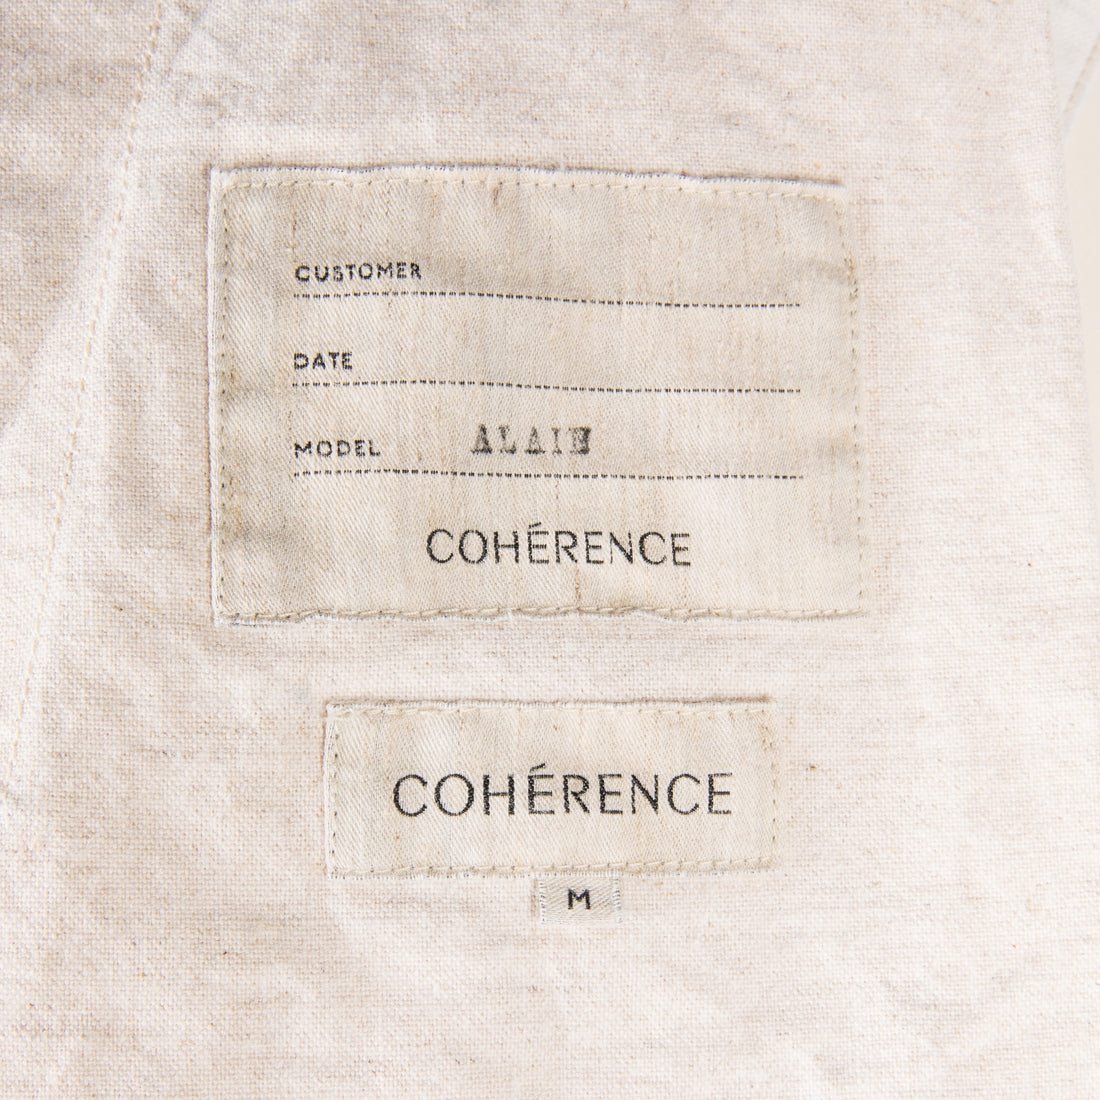 CUSTOMER
DATE
MODEL ALAIN
COHÉRENCE
COHÉRENCE
M